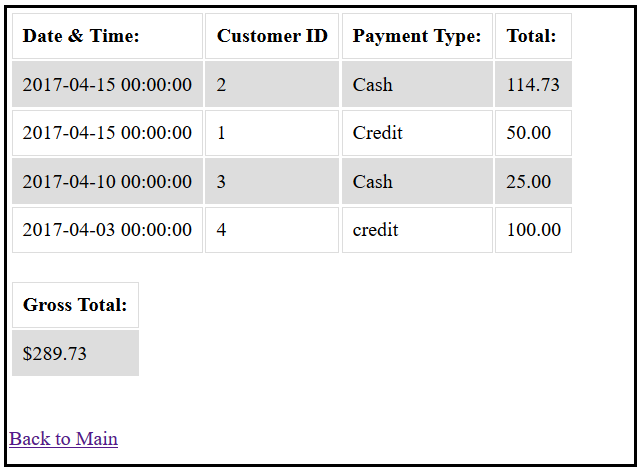 Date & Time: Customer ID Payment Type: Total:
2017-04-15 00:00:00 2 Cash 114.73
2017-04-15 00:00:00 1 Credit 50.00
2017-04-10 00:00:00 3 Cash 25.00
2017-04-03 00:00:00 4 credit 100.00
Gross Total:
$289.73
Back to Main